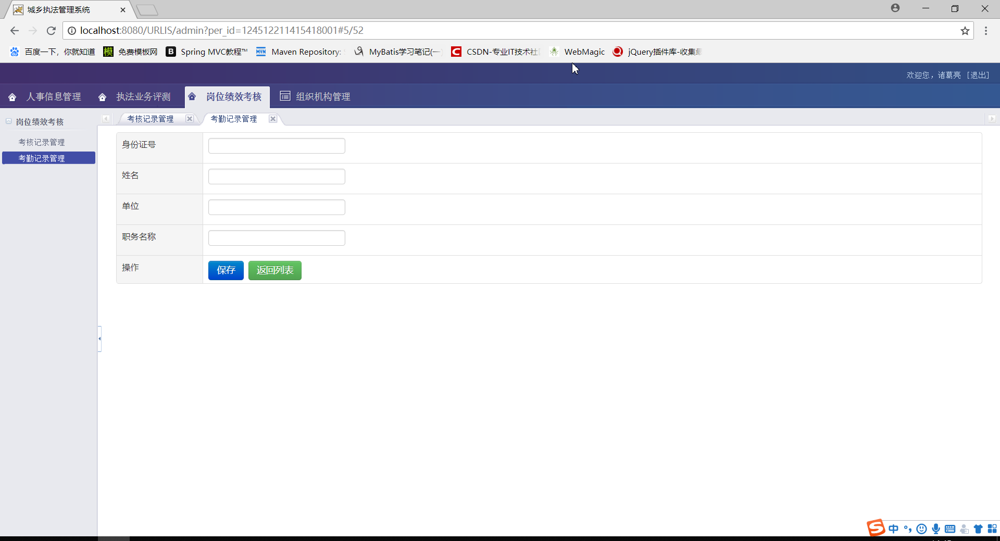 城乡执法管理系统
localhost:8080/URLIS/admin?per_id=124512211415418001#5/52
百度一下，你就知道 免费模板网 Spring MVC教程™ Maven Repository: MyBatis学习笔记(一 CSDN-专业IT技术社 WebMagic jQuery插件库-收集
欢迎您，诸葛亮 [退出]
人事信息管理 执法业务评测 岗位绩效考核 组织机构管理
岗位绩效考核
考核记录管理
考勤记录管理
考核记录管理 考勤记录管理
身份证号
姓名
单位
职务名称
操作 保存 返回列表
中